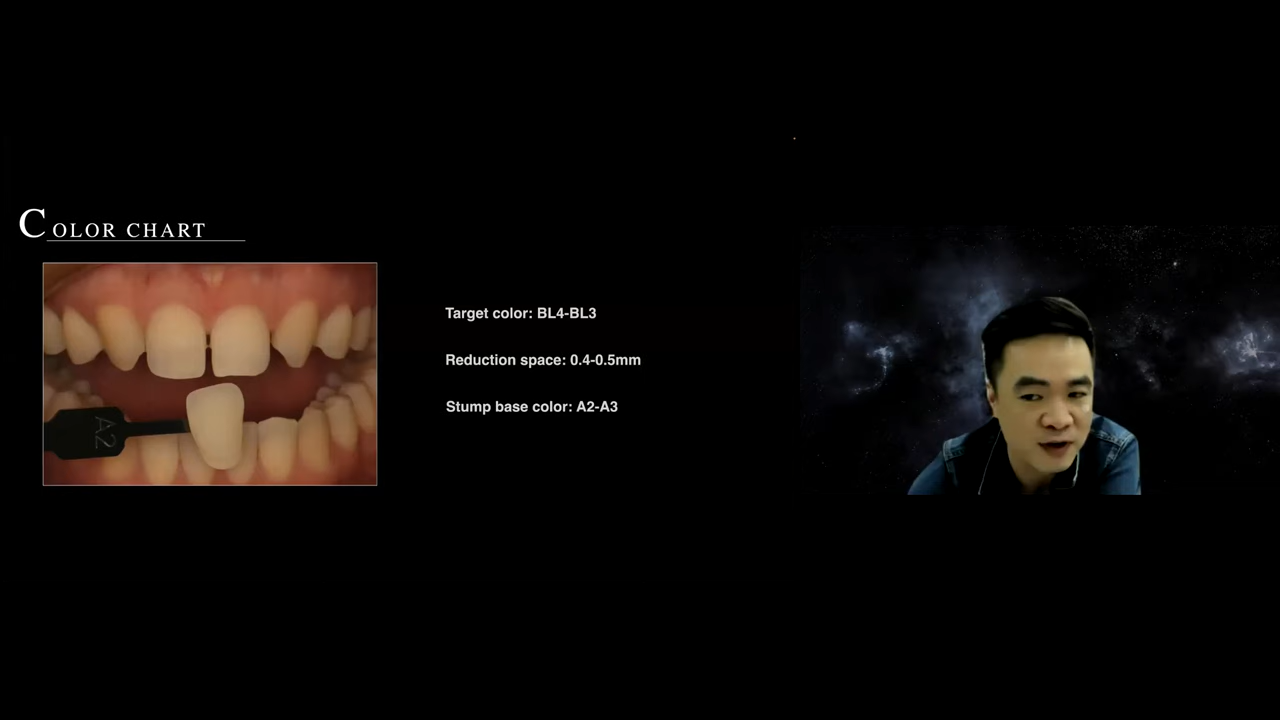 COLOR CHART
A2
Target color: BL4-BL3
Reduction space: 0.4-0.5mm
Stump base color: A2-A3